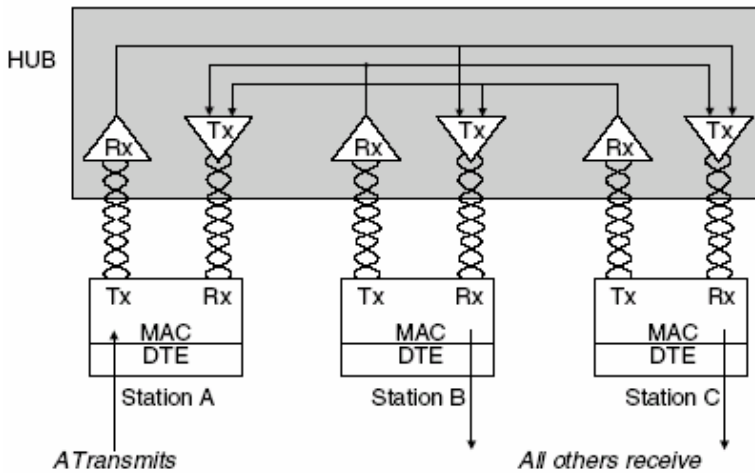 HUB
Rx Tx Rx Tx Rx Tx
Tx Rx Tx Rx Tx Rx
MAC MAC MAC
DTE DTE DTE
Station A Station B Station C
A Transmits All others receive